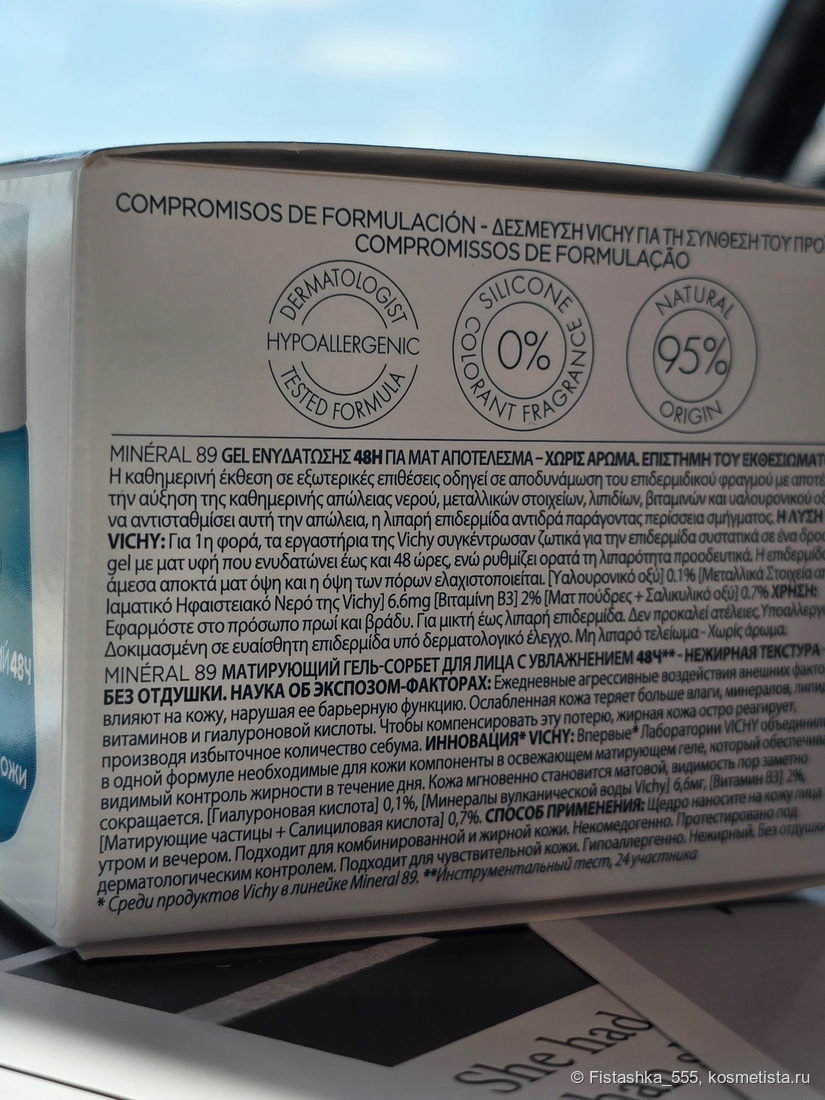 COMPROMISOS DE FORMULACIÓN - ΔΕΣΜΕΥΣΗ VICHY ΓΙΑ ΤΗ ΣΥΝΘΕΣΗ ΤΟΥ
COMPROMISSOS DE FORMULAÇÃO
DERMATOLOGIST
HYPOALLERGENIC
TESTED FORMULA
SILICONE
0%
COLORANT FRAGRANCE
NATURAL
95%
ORIGIN
MINÉRAL 89 GEL ΕΝΥΔΑΤΩΣΗΣ 48H ΓΙΑ ΜΑΤ ΑΠΟΤΕΛΕΣΜΑ – ΧΩΡΙΣ ΑΡΩΜΑ. ΕΠΙΣΤΗΜΗ ΤΟΥ
Η καθημερινή έκθεση σε εξωτερικές επιθέσεις οδηγεί σε αποδυνάμωση του επιδερμιδικού φραγμού με
την αύξηση της καθημερινής απώλειας νερού, μεταλλικών στοιχείων, λιπιδίων, βιταμινών και υαλουρονικού
να αντισταθμίσει αυτή την απώλεια, η λιπαρή επιδερμίδα αντιδρά παράγοντας περίσσεια σμήγματος. Η ΛΥΣΗ
VICHY: Για 1η φορά, τα εργαστήρια της Vichy συγκέντρωσαν ζωτικά για την επιδερμίδα συστατικά σε ένα
gel με ματ υφή που ενυδατώνει έως και 48 ώρες, ενώ ρυθμίζει ορατά τη λιπαρότητα προοδευτικά. Η επιδερμίδα
άμεσα αποκτά ματ όψη και η όψη των πόρων ελαχιστοποιείται. [Υαλουρονικό οξύ] 0.1% [Μεταλλικά Στοιχεία
Ιαματικό Ηφαιστειακό Νερό της Vichy] 6.6mg [Βιταμίνη Β3] 2% [Ματ πούδρες + Σαλικυλικό οξύ] 0.7% ΧΡΗΣΗ:
Εφαρμόστε στο πρόσωπο πρωί και βράδυ. Για μικτή έως λιπαρή επιδερμίδα. Δεν προκαλεί ατέλειες.
Δοκιμασμένη σε ευαίσθητη επιδερμίδα υπό δερματολογικό έλεγχο. Μη λιπαρό τελείωμα - Χωρίς άρωμα.
MINÉRAL 89 МАТИРУЮЩИЙ ГЕЛЬ-СОРБЕТ ДЛЯ ЛИЦА С УВЛАЖНЕНИЕМ 48Ч** - НЕЖИРНАЯ ТЕКСТУРА -
БЕЗ ОТДУШКИ. НАУКА ОБ ЭКСПОЗОМ-ФАКТОРАХ: Ежедневные агрессивные воздействия внешних
влияют на кожу, нарушая ее барьерную функцию. Ослабленная кожа теряет больше влаги, минералов,
витаминов и гиалуроновой кислоты. Чтобы компенсировать эту потерю, жирная кожа остро реагирует,
производя избыточное количество себума. ИННОВАЦИЯ* VICHY: Впервые* Лаборатории VICHY
в одной формуле необходимые для кожи компоненты в освежающем матирующем геле, который
видимый контроль жирности в течение дня. Кожа мгновенно становится матовой, видимость пор заметно
сокращается. [Гиалуроновая кислота] 0,1%, [Минералы вулканической воды Vichy] 6,6мг, [Витамин B3] 2%,
[Матирующие частицы + Салициловая кислота] 0,7%. СПОСОБ ПРИМЕНЕНИЯ: Щедро наносите на кожу лица
утром и вечером. Подходит для комбинированной и жирной кожи. Некомедогенно. Протестировано под
дерматологическим контролем. Подходит для чувствительной кожи. Гипоаллергенно. Нежирный. Без отдушки
* Среди продуктов Vichy в линейке Mineral 89. **Инструментальный тест, 24 участника
48Ч
She had
© Fistashka_555, kosmetista.ru